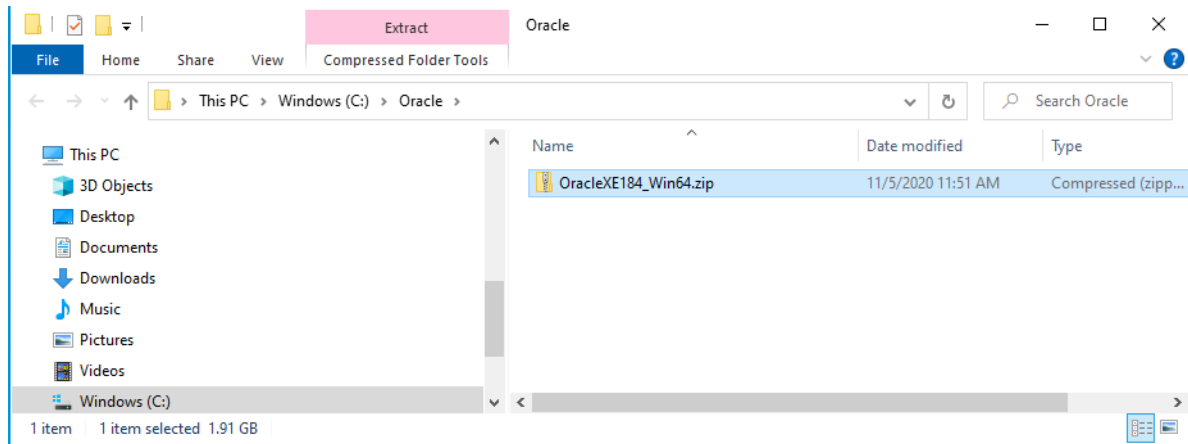 Extract
Oracle
File
Home
Share
View
Compressed Folder Tools
?
This PC > Windows (C:) > Oracle >
Search Oracle
Name
Date modified
Type
This PC
3D Objects
Desktop
Documents
Downloads
Music
Pictures
Videos
Windows (C:)
OracleXE184_Win64.zip
11/5/2020 11:51 AM
Compressed (zipp...
1 item
1 item selected 1.91 GB